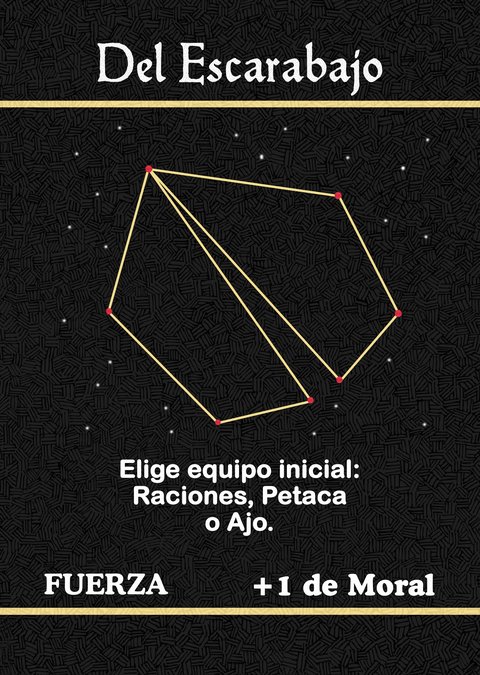 Del Escarabajo
Elige equipo inicial:
Raciones, Petaca
o Ajo.
FUERZA +1 de Moral